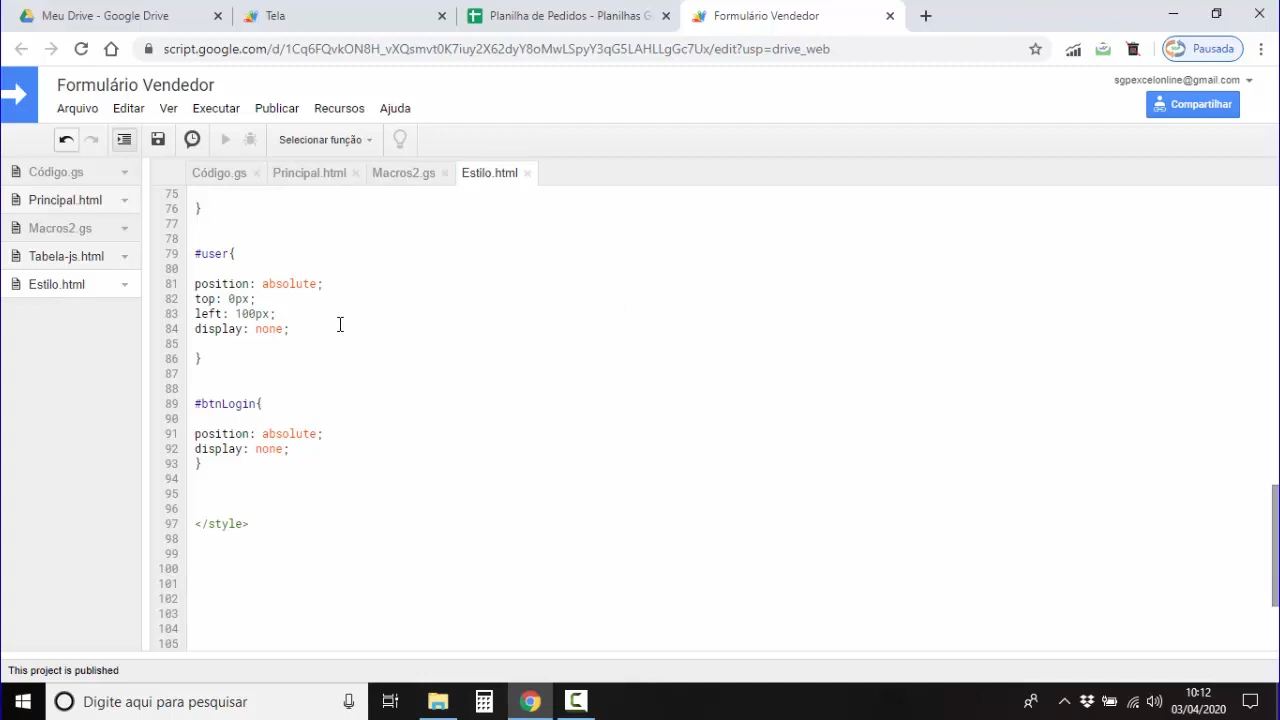 Meu Drive - Google Drive
Tela
Planilha de Pedidos - Planilhas G
Formulário Vendedor
script.google.com/d/1Cq6FQvkON8H_vXQsmvt0K7iuy2X62dyY8oMwLSpyY3qG5LAHLLgGc7Ux/edit?usp=drive_web
Pausada
Formulário Vendedor
sgpexcelonline@gmail.com
Arquivo Editar Ver Executar Publicar Recursos Ajuda
Compartilhar
Selecionar função
Código.gs
Principal.html
Macros2.gs
Tabela-js.html
Estilo.html
Código.gs Principal.html Macros2.gs Estilo.html
75
76 }
77
78
79 #user{
80
81 position: absolute;
82 top: 0px;
83 left: 100px;
84 display: none;
85
86 }
87
88
89 #btnLogin{
90
91 position: absolute;
92 display: none;
93 }
94
95
96
97 </style>
98
99
100
101
102
103
104
105
This project is published
Digite aqui para pesquisar
10:12
03/04/2020